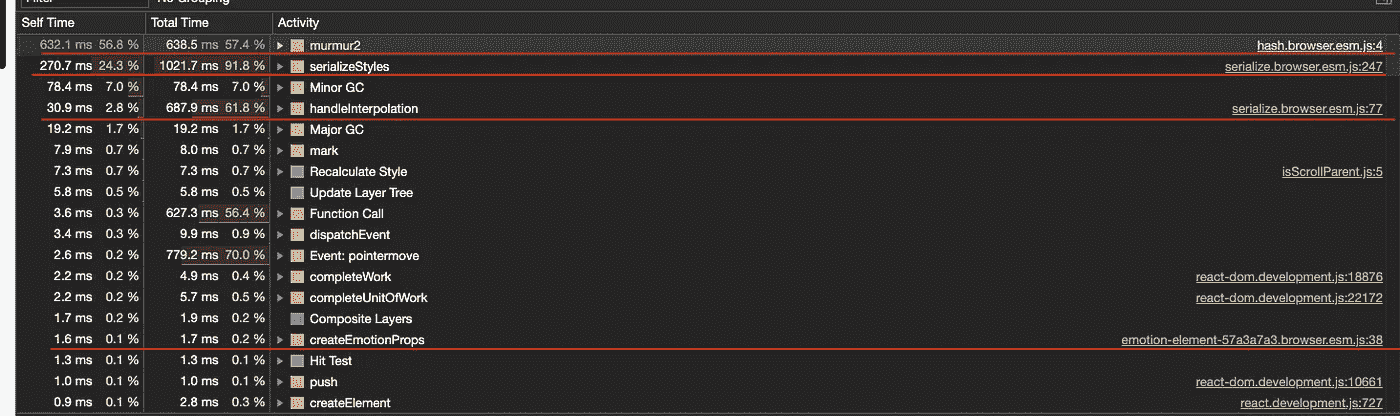 Self Time Total Time Activity
632.1 ms 56.8 % 638.5 ms 57.4 % murmur2 hash.browser.esm.js:4
270.7 ms 24.3 % 1021.7 ms 91.8 % serializeStyles serialize.browser.esm.js:247
78.4 ms 7.0 % 78.4 ms 7.0 % Minor GC
30.9 ms 2.8 % 687.9 ms 61.8 % handleInterpolation serialize.browser.esm.js:77
19.2 ms 1.7 % 19.2 ms 1.7 % Major GC
7.9 ms 0.7 % 8.0 ms 0.7 % mark
7.3 ms 0.7 % 7.3 ms 0.7 % Recalculate Style isScrollParent.js:5
5.8 ms 0.5 % 5.8 ms 0.5 % Update Layer Tree
3.6 ms 0.3 % 627.3 ms 56.4 % Function Call
3.4 ms 0.3 % 9.9 ms 0.9 % dispatchEvent
2.6 ms 0.2 % 779.2 ms 70.0 % Event: pointermove
2.2 ms 0.2 % 4.9 ms 0.4 % completeWork react-dom.development.js:18876
2.2 ms 0.2 % 5.7 ms 0.5 % completeUnitOfWork react-dom.development.js:22172
1.7 ms 0.2 % 1.9 ms 0.2 % Composite Layers
1.6 ms 0.1 % 1.7 ms 0.2 % createEmotionProps emotion-element-57a3a7a3.browser.esm.js:38
1.3 ms 0.1 % 1.3 ms 0.1 % Hit Test
1.0 ms 0.1 % 1.0 ms 0.1 % push react-dom.development.js:10661
0.9 ms 0.1 % 2.8 ms 0.3 % createElement react.development.js:727